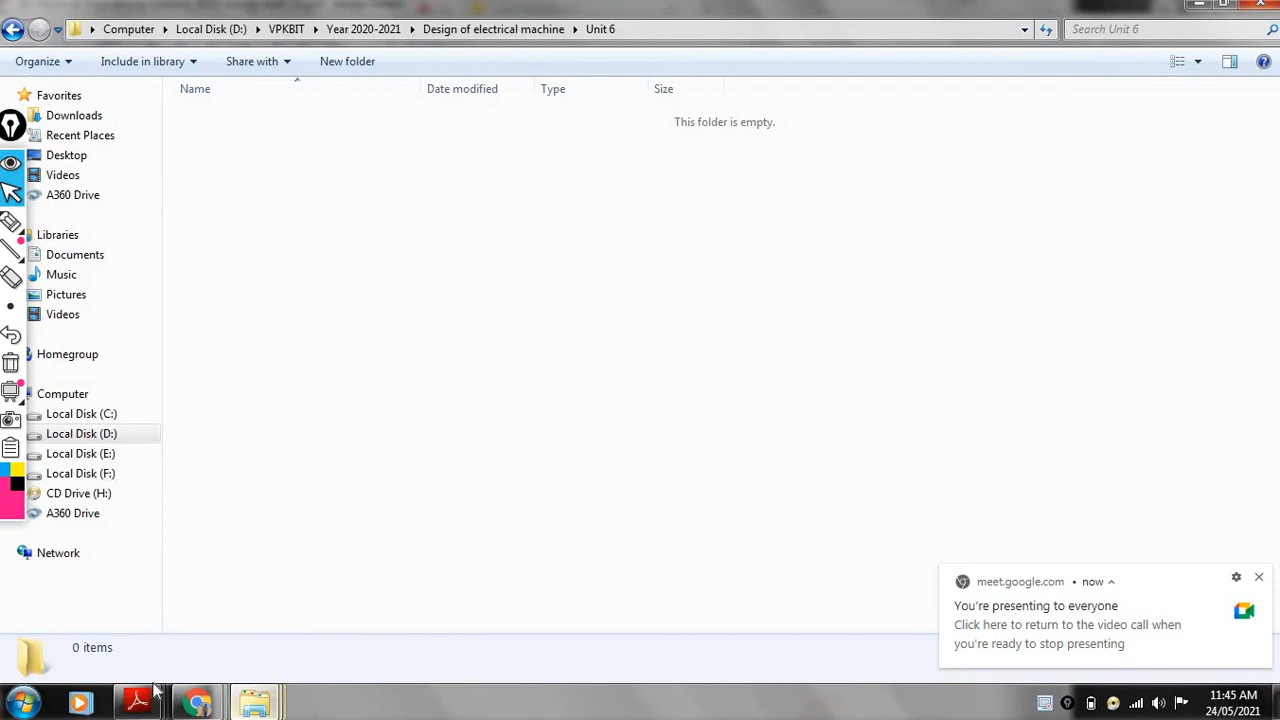 Computer Local Disk (D:) VPKBIT Year 2020-2021 Design of electrical machine Unit 6 Search Unit 6
Organize Include in library Share with New folder
Name Date modified Type Size
This folder is empty.
Favorites
Downloads
Recent Places
Desktop
Videos
A360 Drive
Libraries
Documents
Music
Pictures
Videos
Homegroup
Computer
Local Disk (C:)
Local Disk (D:)
Local Disk (E:)
Local Disk (F:)
CD Drive (H:)
A360 Drive
Network
meet.google.com • now
You're presenting to everyone
Click here to return to the video call when
you're ready to stop presenting
0 items
11:45 AM
24/05/2021